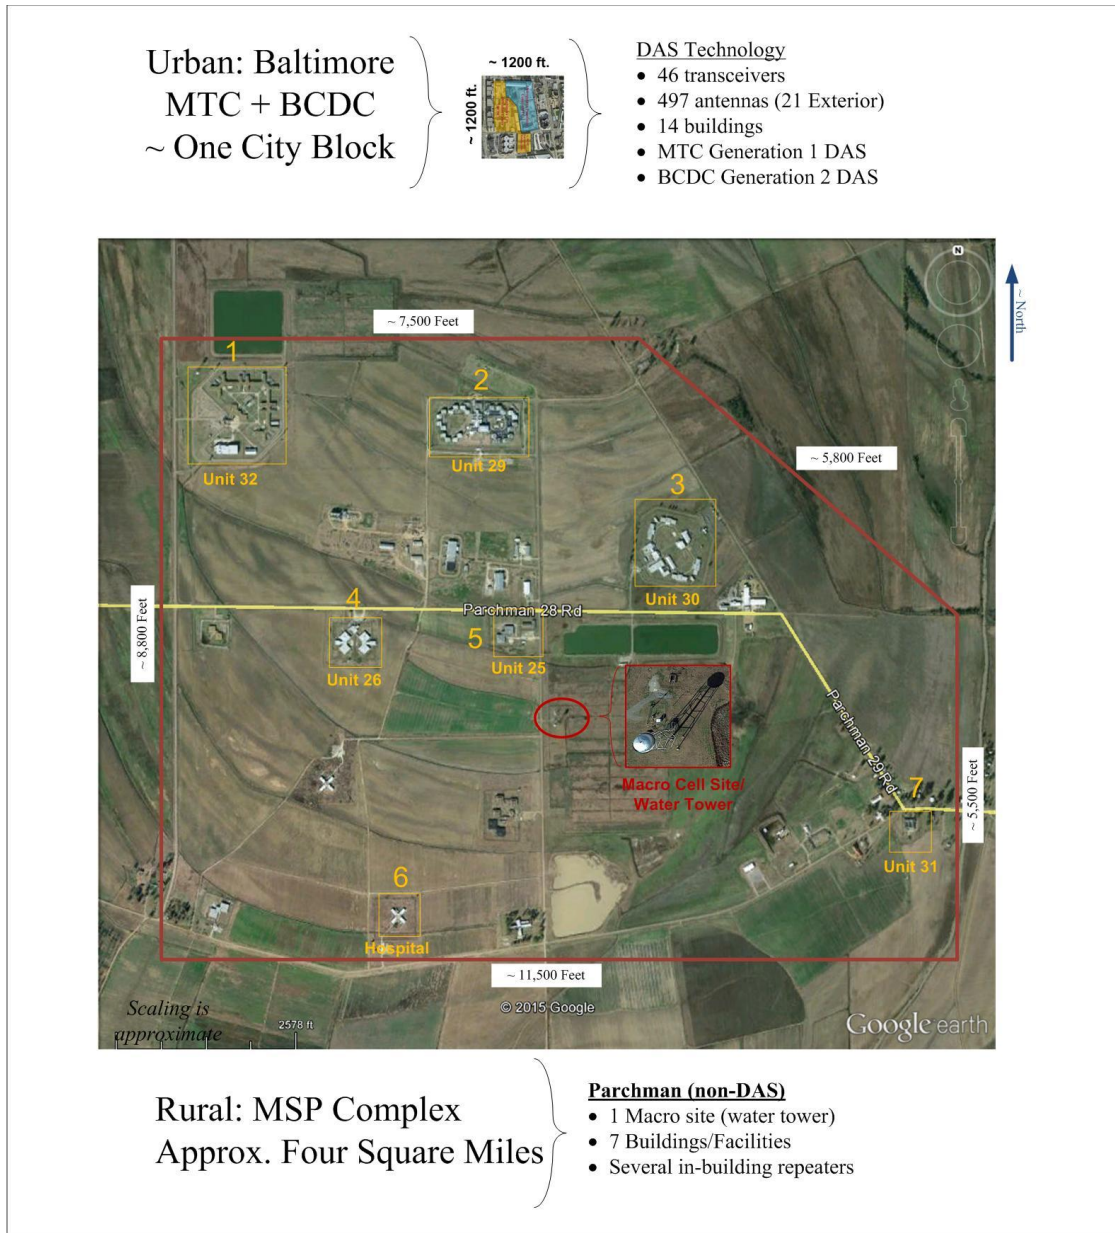 Urban: Baltimore
MTC + BCDC
~ One City Block
~ 1200 ft.
~ 1200 ft.
DAS Technology
• 46 transceivers
• 497 antennas (21 Exterior)
• 14 buildings
• MTC Generation 1 DAS
• BCDC Generation 2 DAS
N
~ North
~ 7,500 Feet
1
Unit 32
2
Unit 29
~ 5,800 Feet
3
Unit 30
~ 8,800 Feet
Parchman 28 Rd
4
Unit 26
5
Unit 25
Macro Cell Site/
Water Tower
Parchman 29 Rd
7
Unit 31
~ 5,500 Feet
6
Hospital
~ 11,500 Feet
© 2015 Google
Scaling is
approximate
2578 ft
Google earth
Rural: MSP Complex
Approx. Four Square Miles
Parchman (non-DAS)
• 1 Macro site (water tower)
• 7 Buildings/Facilities
• Several in-building repeaters